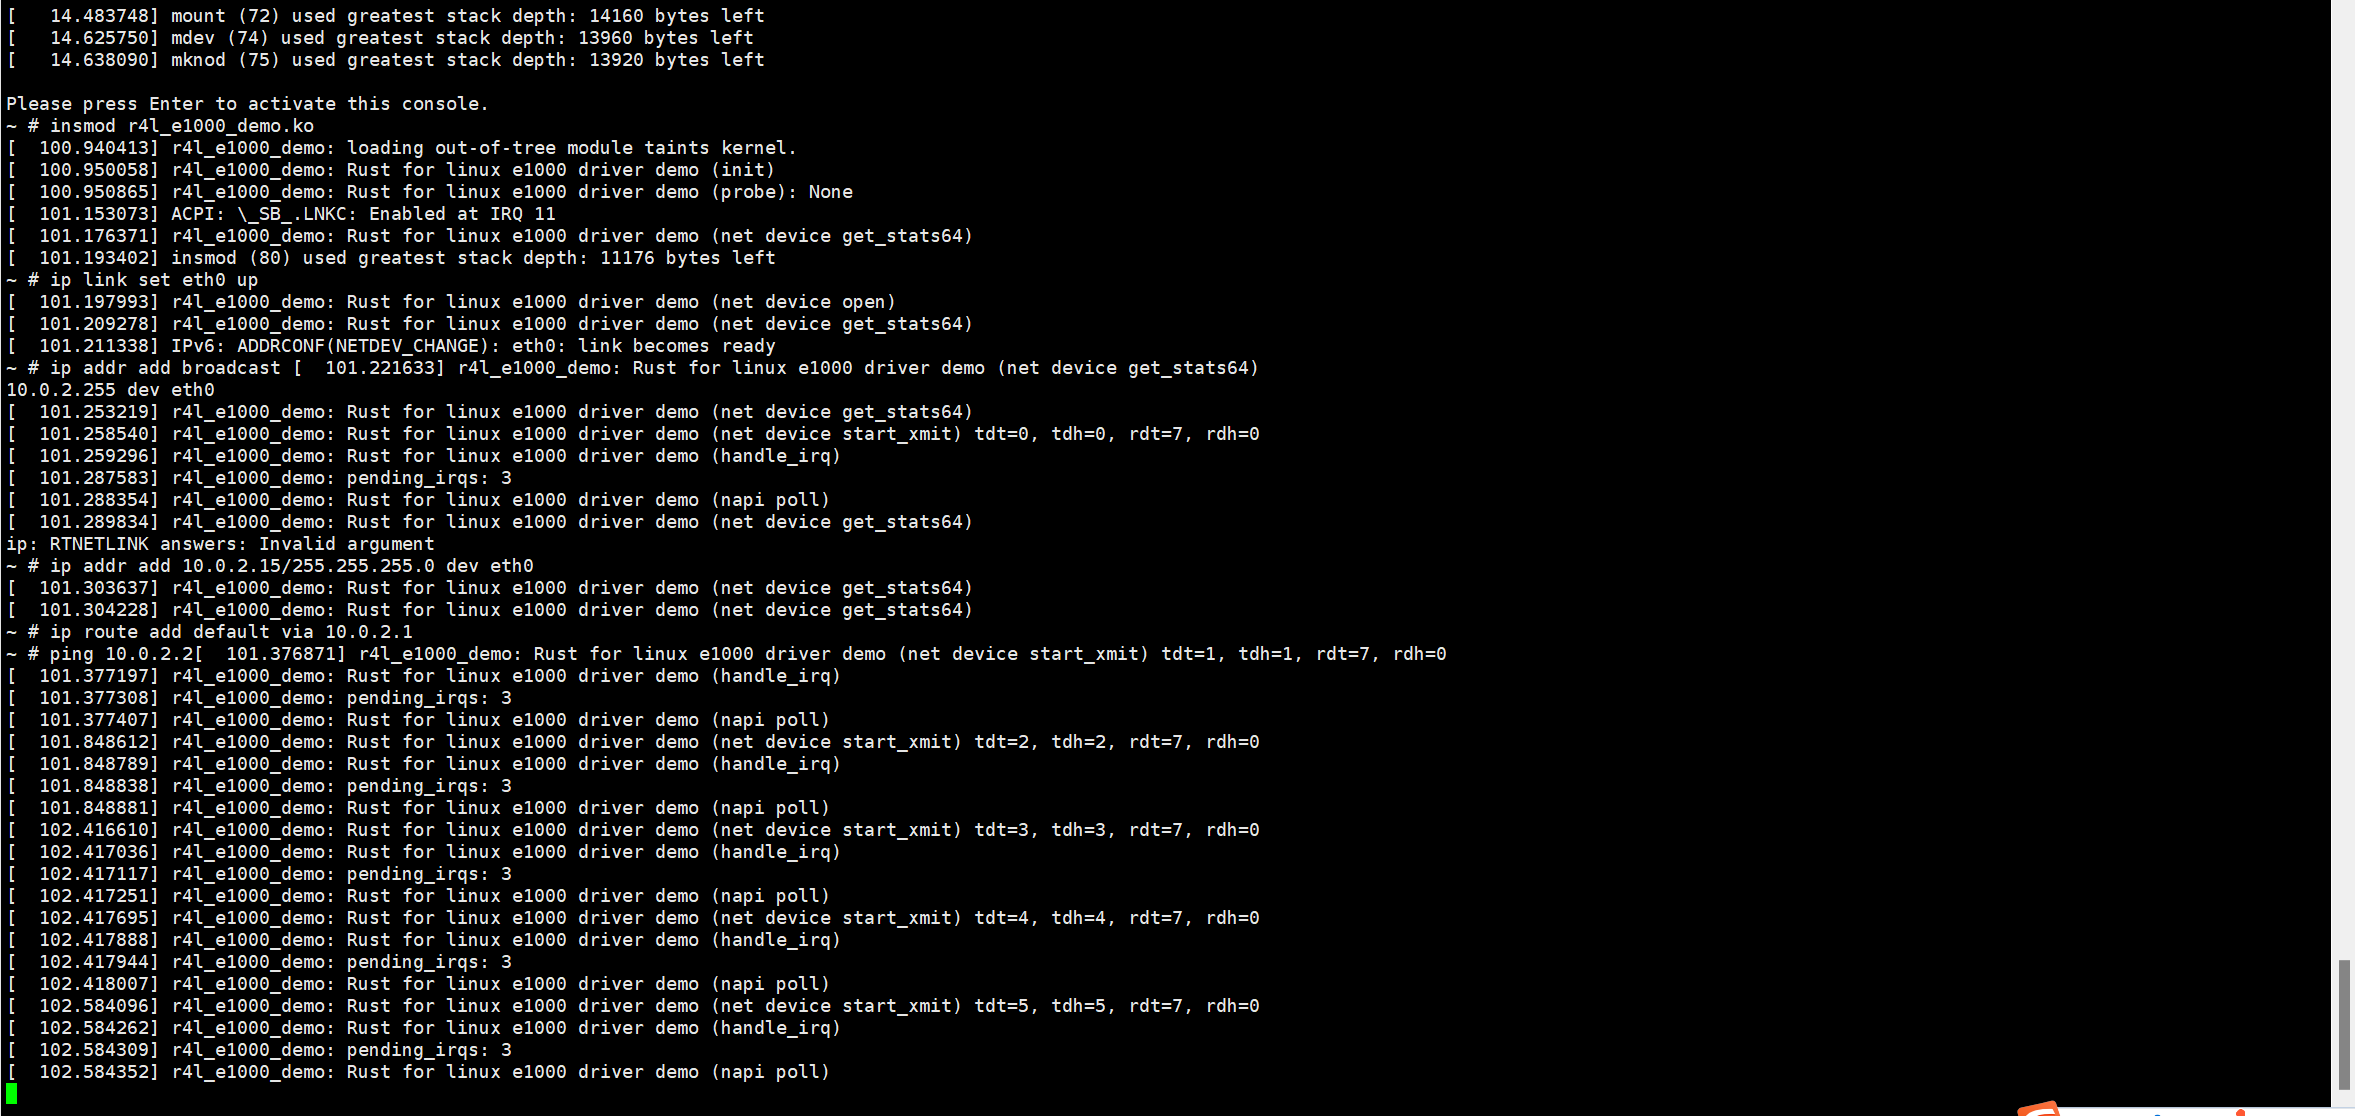 [   14.483748] mount (72) used greatest stack depth: 14160 bytes left
[   14.625750] mdev (74) used greatest stack depth: 13960 bytes left
[   14.638090] mknod (75) used greatest stack depth: 13920 bytes left
Please press Enter to activate this console.
~ # insmod r4l_e1000_demo.ko
[  100.940413] r4l_e1000_demo: loading out-of-tree module taints kernel.
[  100.950058] r4l_e1000_demo: Rust for linux e1000 driver demo (init)
[  100.950865] r4l_e1000_demo: Rust for linux e1000 driver demo (probe): None
[  101.153073] ACPI: \_SB_.LNKC: Enabled at IRQ 11
[  101.176371] r4l_e1000_demo: Rust for linux e1000 driver demo (net device get_stats64)
[  101.193402] insmod (80) used greatest stack depth: 11176 bytes left
~ # ip link set eth0 up
[  101.197993] r4l_e1000_demo: Rust for linux e1000 driver demo (net device open)
[  101.209278] r4l_e1000_demo: Rust for linux e1000 driver demo (net device get_stats64)
[  101.211338] IPv6: ADDRCONF(NETDEV_CHANGE): eth0: link becomes ready
~ # ip addr add broadcast [  101.221633] r4l_e1000_demo: Rust for linux e1000 driver demo (net device get_stats64)
10.0.2.255 dev eth0
[  101.253219] r4l_e1000_demo: Rust for linux e1000 driver demo (net device get_stats64)
[  101.258540] r4l_e1000_demo: Rust for linux e1000 driver demo (net device start_xmit) tdt=0, tdh=0, rdt=7, rdh=0
[  101.259296] r4l_e1000_demo: Rust for linux e1000 driver demo (handle_irq)
[  101.287583] r4l_e1000_demo: pending_irqs: 3
[  101.288354] r4l_e1000_demo: Rust for linux e1000 driver demo (napi poll)
[  101.289834] r4l_e1000_demo: Rust for linux e1000 driver demo (net device get_stats64)
ip: RTNETLINK answers: Invalid argument
~ # ip addr add 10.0.2.15/255.255.255.0 dev eth0
[  101.303637] r4l_e1000_demo: Rust for linux e1000 driver demo (net device get_stats64)
[  101.304228] r4l_e1000_demo: Rust for linux e1000 driver demo (net device get_stats64)
~ # ip route add default via 10.0.2.1
~ # ping 10.0.2.2[  101.376871] r4l_e1000_demo: Rust for linux e1000 driver demo (net device start_xmit) tdt=1, tdh=1, rdt=7, rdh=0
[  101.377197] r4l_e1000_demo: Rust for linux e1000 driver demo (handle_irq)
[  101.377308] r4l_e1000_demo: pending_irqs: 3
[  101.377407] r4l_e1000_demo: Rust for linux e1000 driver demo (napi poll)
[  101.848612] r4l_e1000_demo: Rust for linux e1000 driver demo (net device start_xmit) tdt=2, tdh=2, rdt=7, rdh=0
[  101.848789] r4l_e1000_demo: Rust for linux e1000 driver demo (handle_irq)
[  101.848838] r4l_e1000_demo: pending_irqs: 3
[  101.848881] r4l_e1000_demo: Rust for linux e1000 driver demo (napi poll)
[  102.416610] r4l_e1000_demo: Rust for linux e1000 driver demo (net device start_xmit) tdt=3, tdh=3, rdt=7, rdh=0
[  102.417036] r4l_e1000_demo: Rust for linux e1000 driver demo (handle_irq)
[  102.417117] r4l_e1000_demo: pending_irqs: 3
[  102.417251] r4l_e1000_demo: Rust for linux e1000 driver demo (napi poll)
[  102.417695] r4l_e1000_demo: Rust for linux e1000 driver demo (net device start_xmit) tdt=4, tdh=4, rdt=7, rdh=0
[  102.417888] r4l_e1000_demo: Rust for linux e1000 driver demo (handle_irq)
[  102.417944] r4l_e1000_demo: pending_irqs: 3
[  102.418007] r4l_e1000_demo: Rust for linux e1000 driver demo (napi poll)
[  102.584096] r4l_e1000_demo: Rust for linux e1000 driver demo (net device start_xmit) tdt=5, tdh=5, rdt=7, rdh=0
[  102.584262] r4l_e1000_demo: Rust for linux e1000 driver demo (handle_irq)
[  102.584309] r4l_e1000_demo: pending_irqs: 3
[  102.584352] r4l_e1000_demo: Rust for linux e1000 driver demo (napi poll)